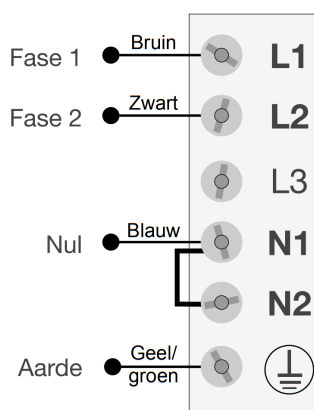 Fase 1 Bruin L1
Fase 2 Zwart L2
L3
Nul Blauw N1
N2
Aarde Geel/
groen